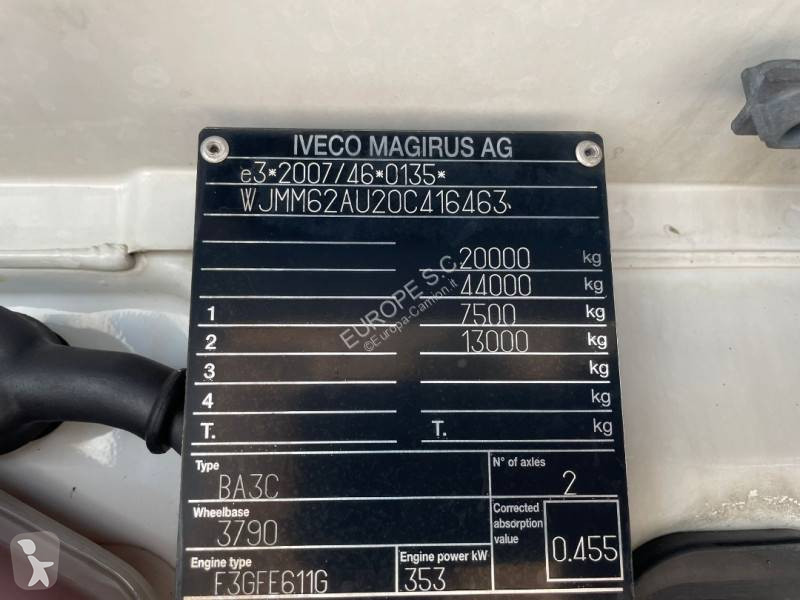 IVECO MAGIRUS AG
e3*2007/46*0135*
WJMM62AU20C416463
20000 kg
44000 kg
1 7500 kg
2 13000 kg
3 kg
4 kg
T. T. kg
Type
BA3C
N° of axles
2
Wheelbase
3790
Corrected
absorption
value
0.455
Engine type
F3GFE611G
Engine power kW
353
EUROPE S.C.
©Europa-Camion.it